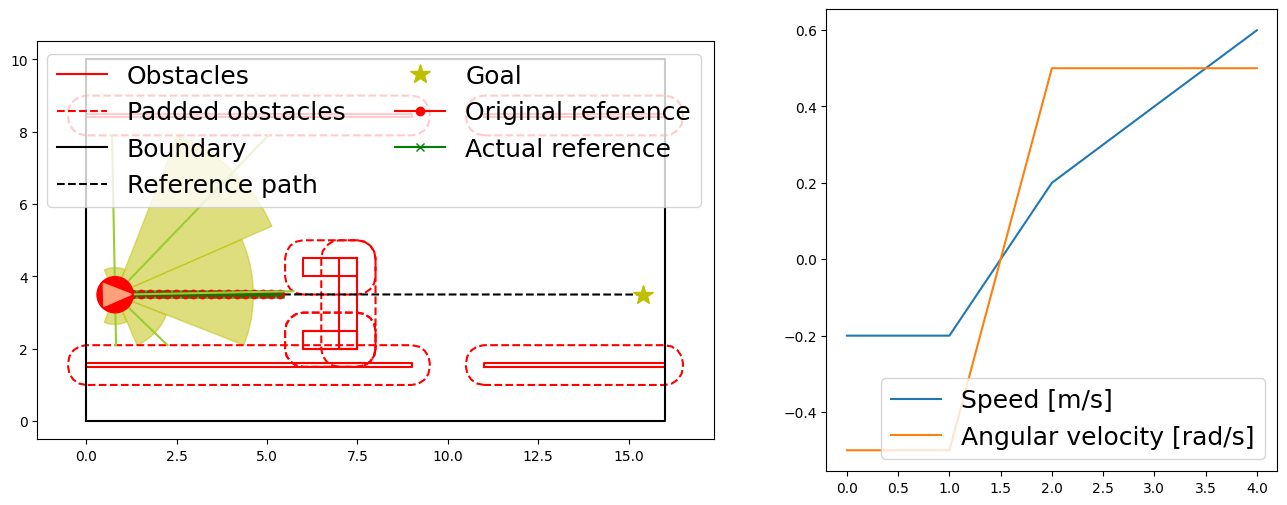 Obstacles
Padded obstacles
Boundary
Reference path
Goal
Original reference
Actual reference
10
8
6
4
2
0
0.0 2.5 5.0 7.5 10.0 12.5 15.0
0.6
0.4
0.2
0.0
−0.2
−0.4
Speed [m/s]
Angular velocity [rad/s]
0.0 0.5 1.0 1.5 2.0 2.5 3.0 3.5 4.0